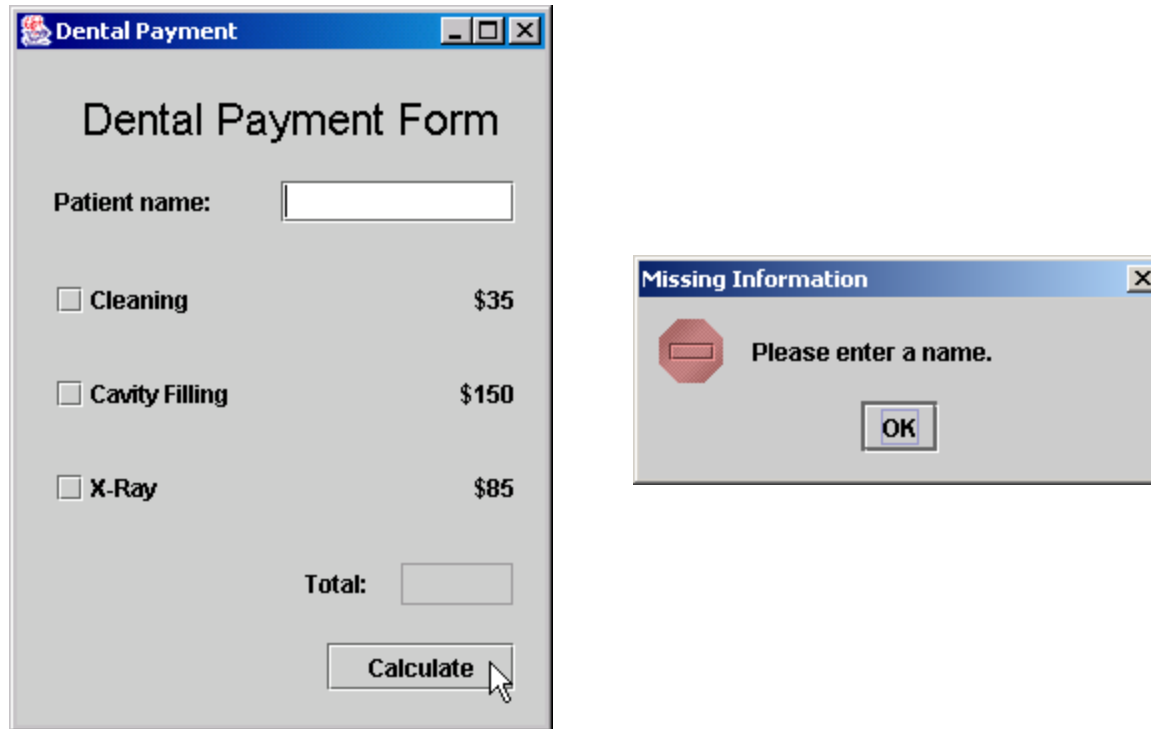 Dental Payment
Dental Payment Form
Patient name:
Cleaning $35
Cavity Filling $150
X-Ray $85
Total:
Calculate
Missing Information
Please enter a name.
OK